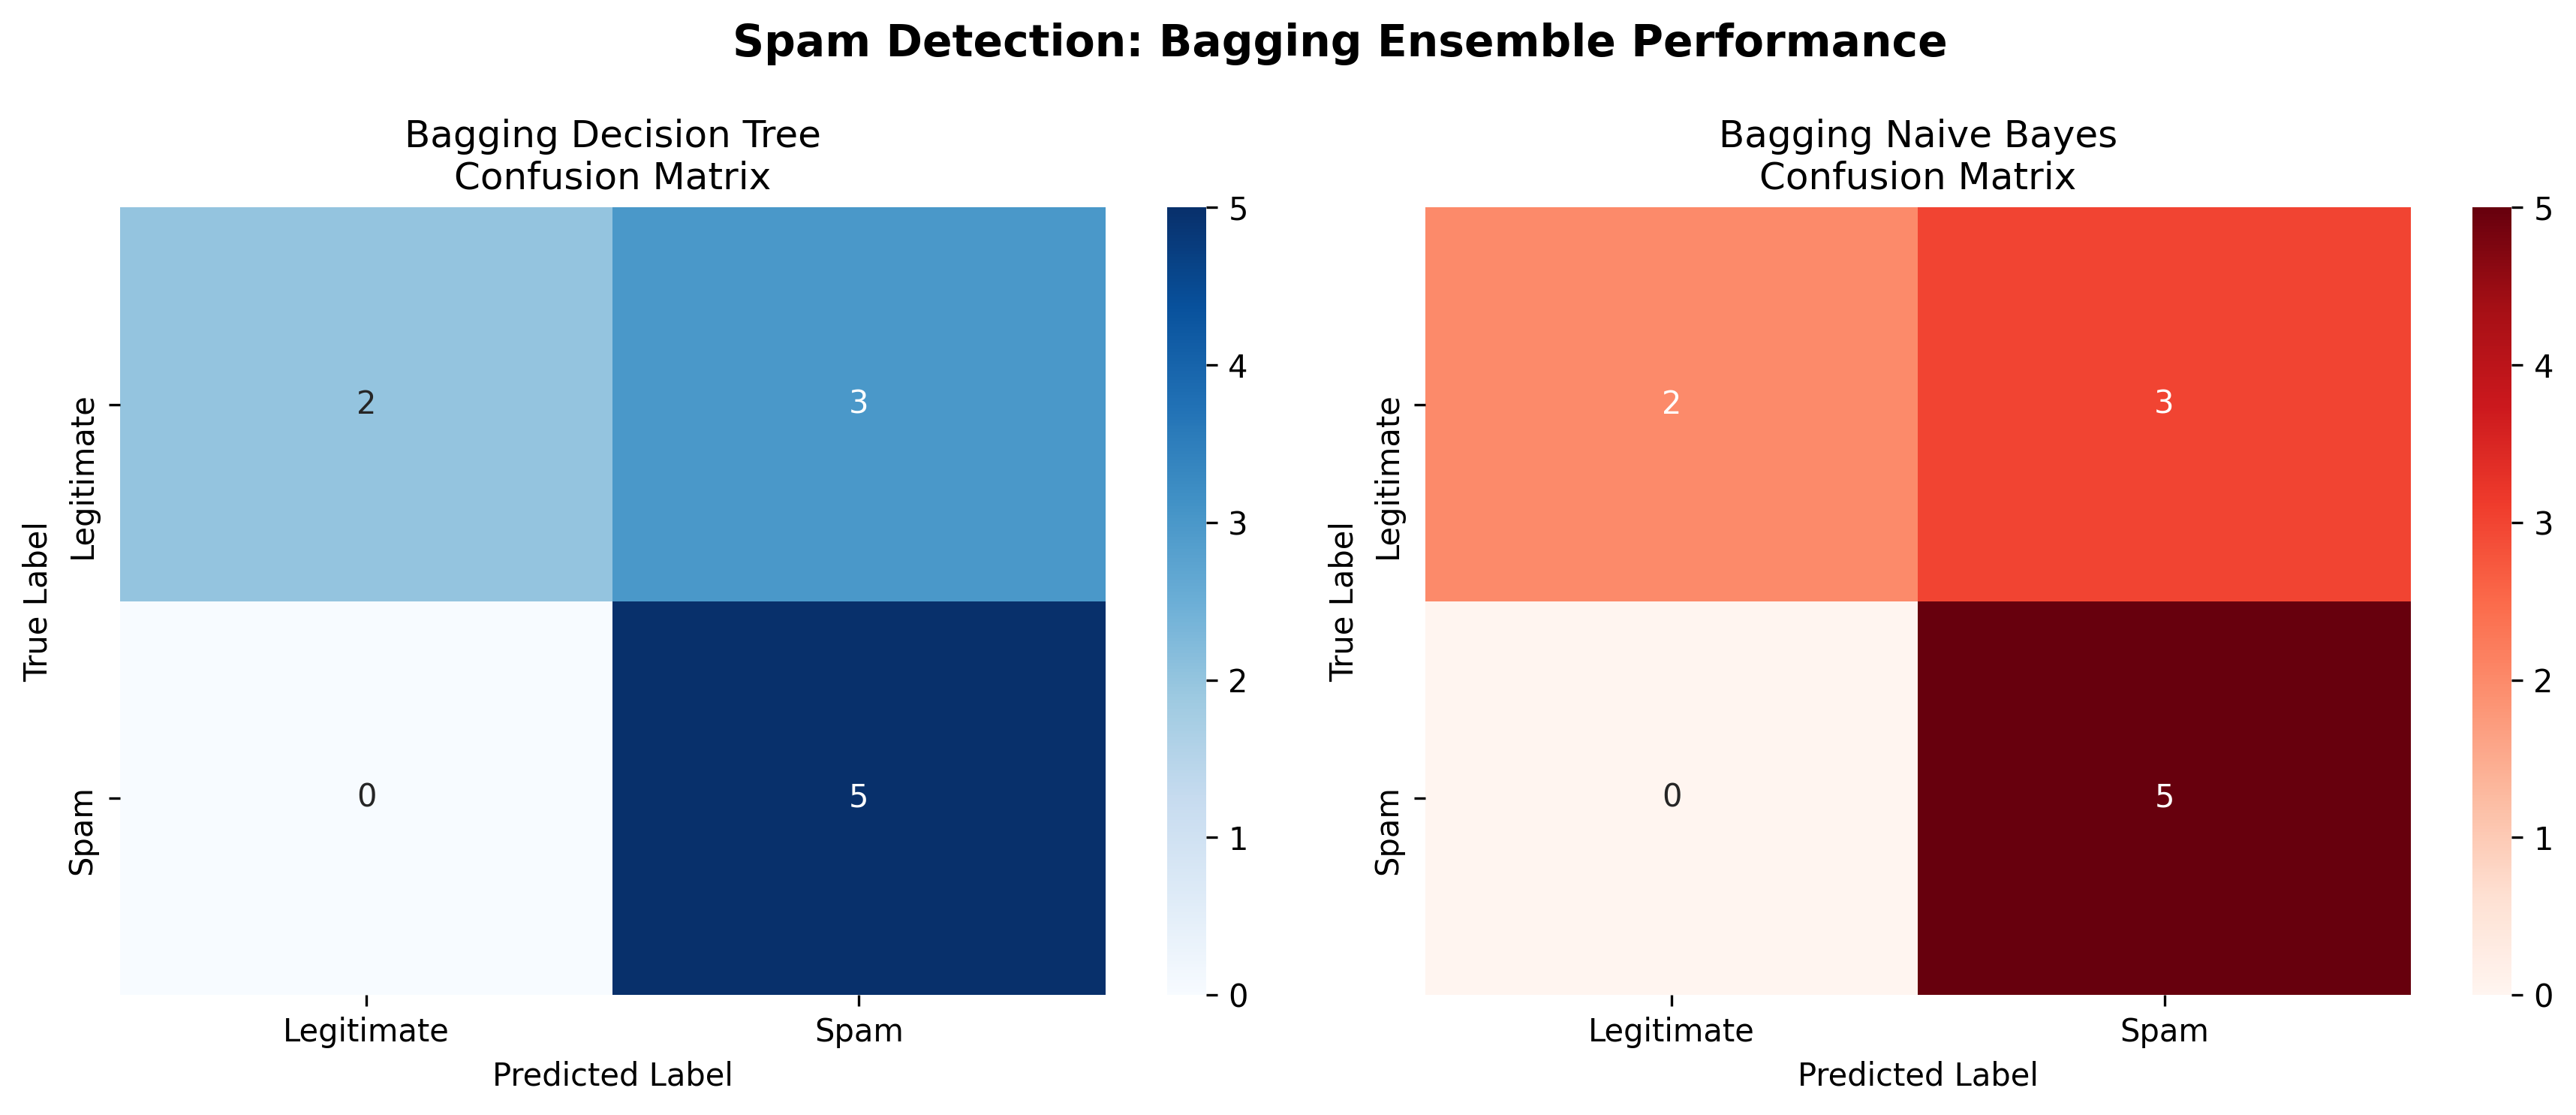 Spam Detection: Bagging Ensemble Performance
Bagging Decision Tree
Confusion Matrix
True Label
Legitimate
Spam
2
3
0
5
Legitimate
Spam
Predicted Label
5
4
3
2
1
0
Bagging Naive Bayes
Confusion Matrix
True Label
Legitimate
Spam
2
3
0
5
Legitimate
Spam
Predicted Label
5
4
3
2
1
0